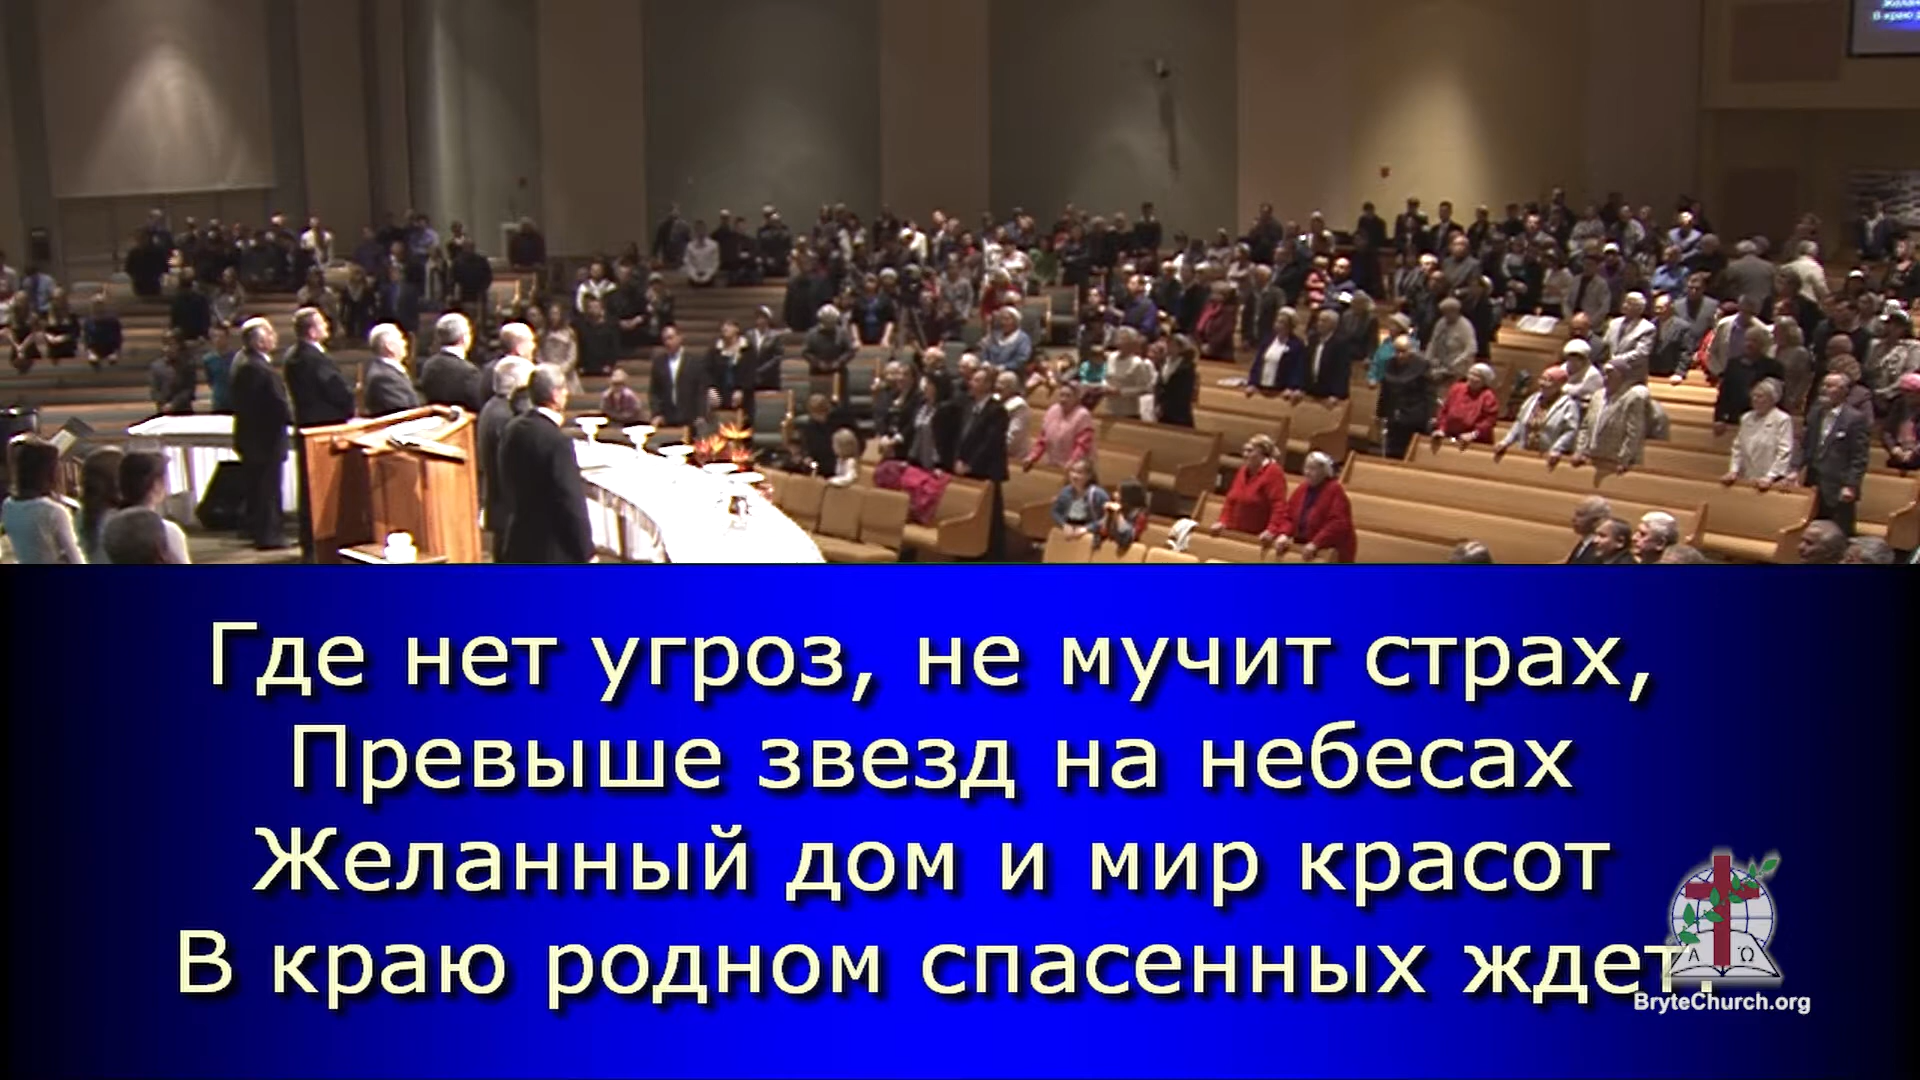 Где нет угроз, не мучит страх,
Превыше звезд на небесах
Желанный дом и мир красот
В краю родном спасенных ждет,
Α Ω
BryteChurch.org